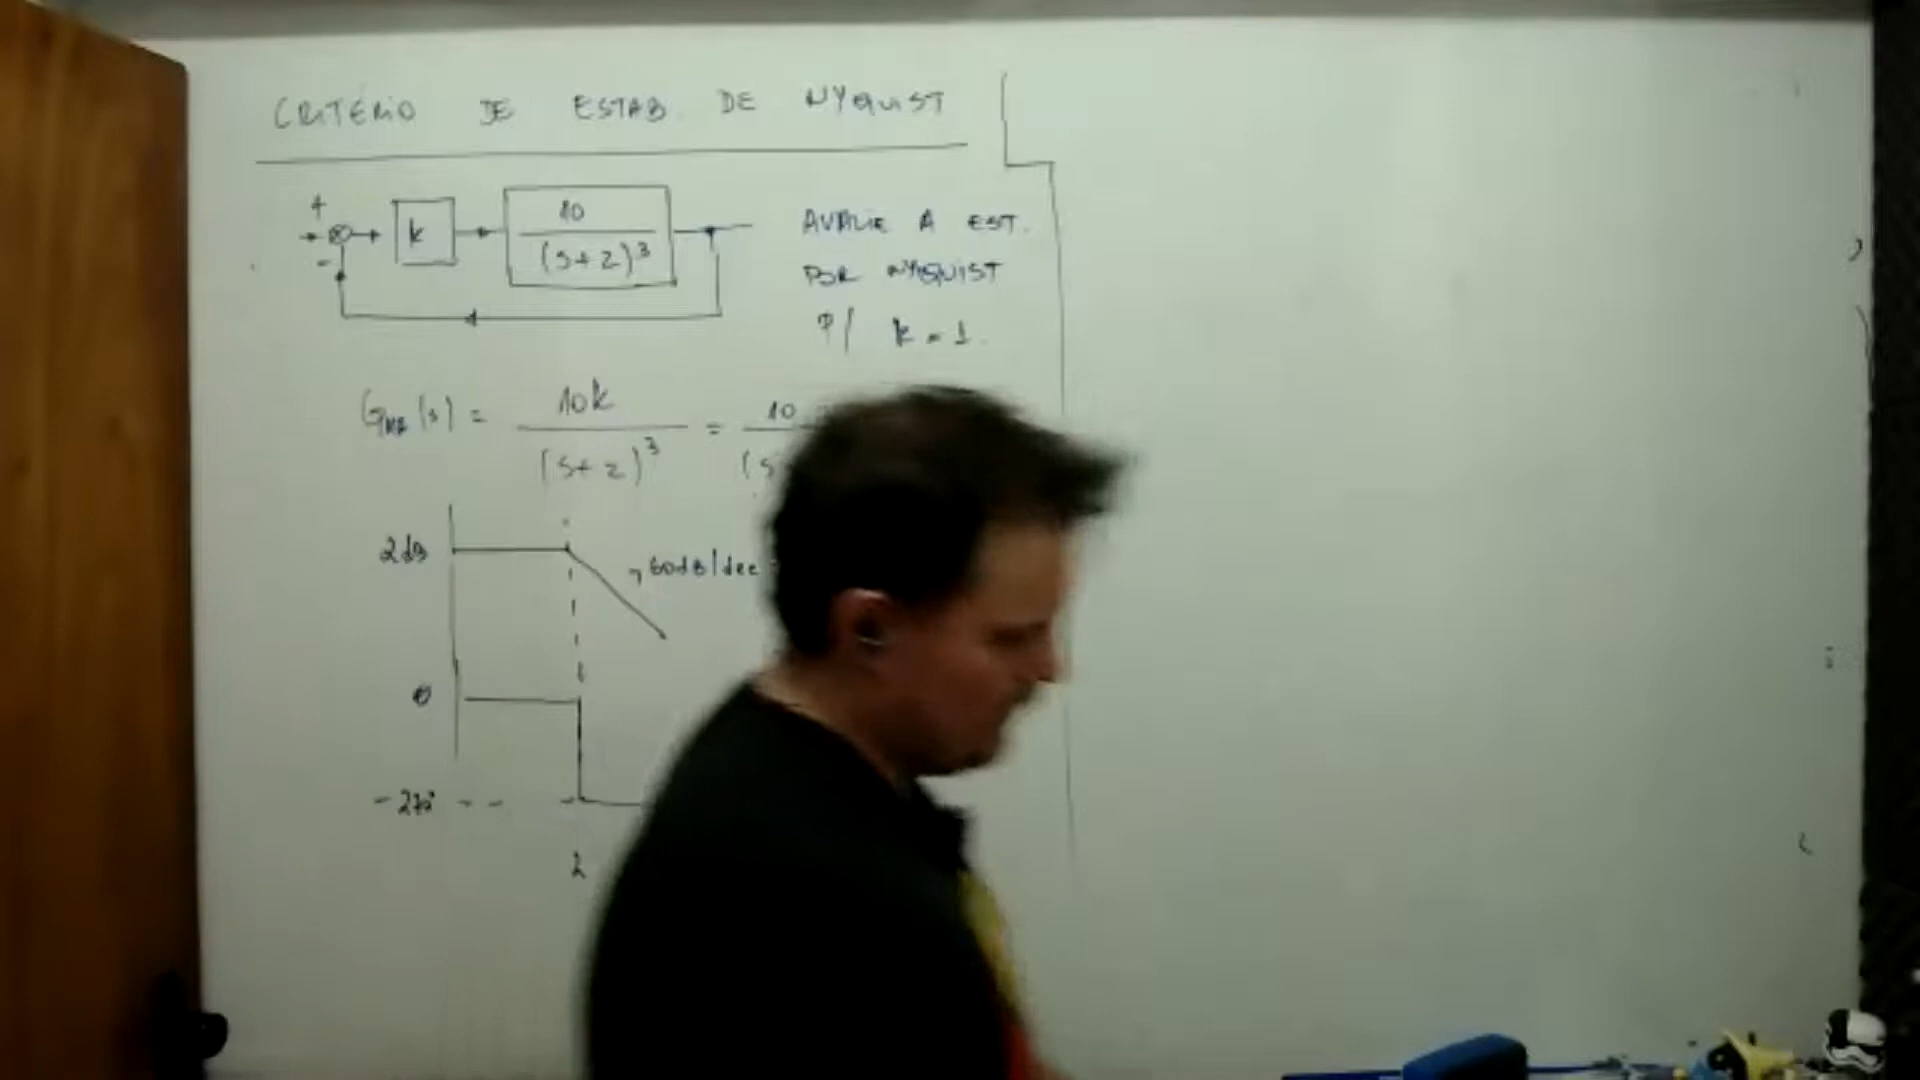 CRITÉRIO DE ESTAB. DE NYQUIST
+
-
k
10
(s+2)^3
AVALIE A EST.
POR NYQUIST
P/ k = 1.
GMA(s) = 10k / (s+2)^3 = 10 / (s
2dB
-60dB/dec
0
-270°
2